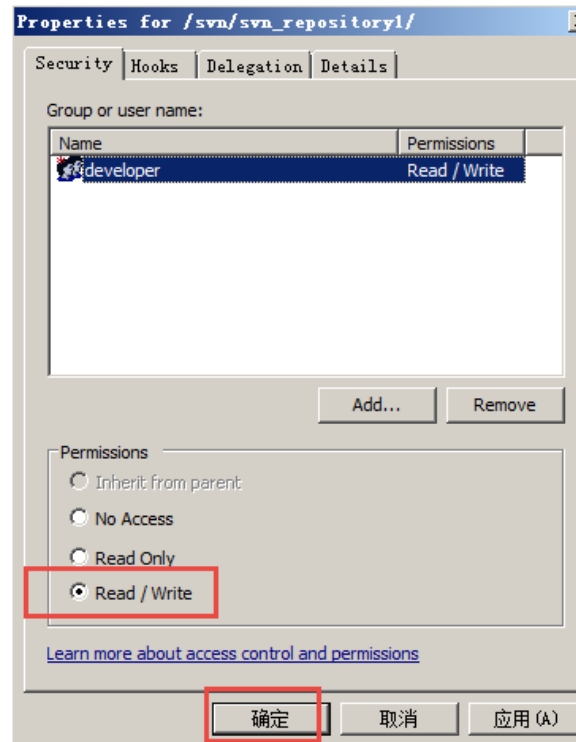 Properties for /svn/svn_repository1/
Security Hooks Delegation Details
Group or user name:
Name Permissions
developer Read / Write
Add... Remove
Permissions
Inherit from parent
No Access
Read Only
Read / Write
Learn more about access control and permissions
确定 取消 应用(A)